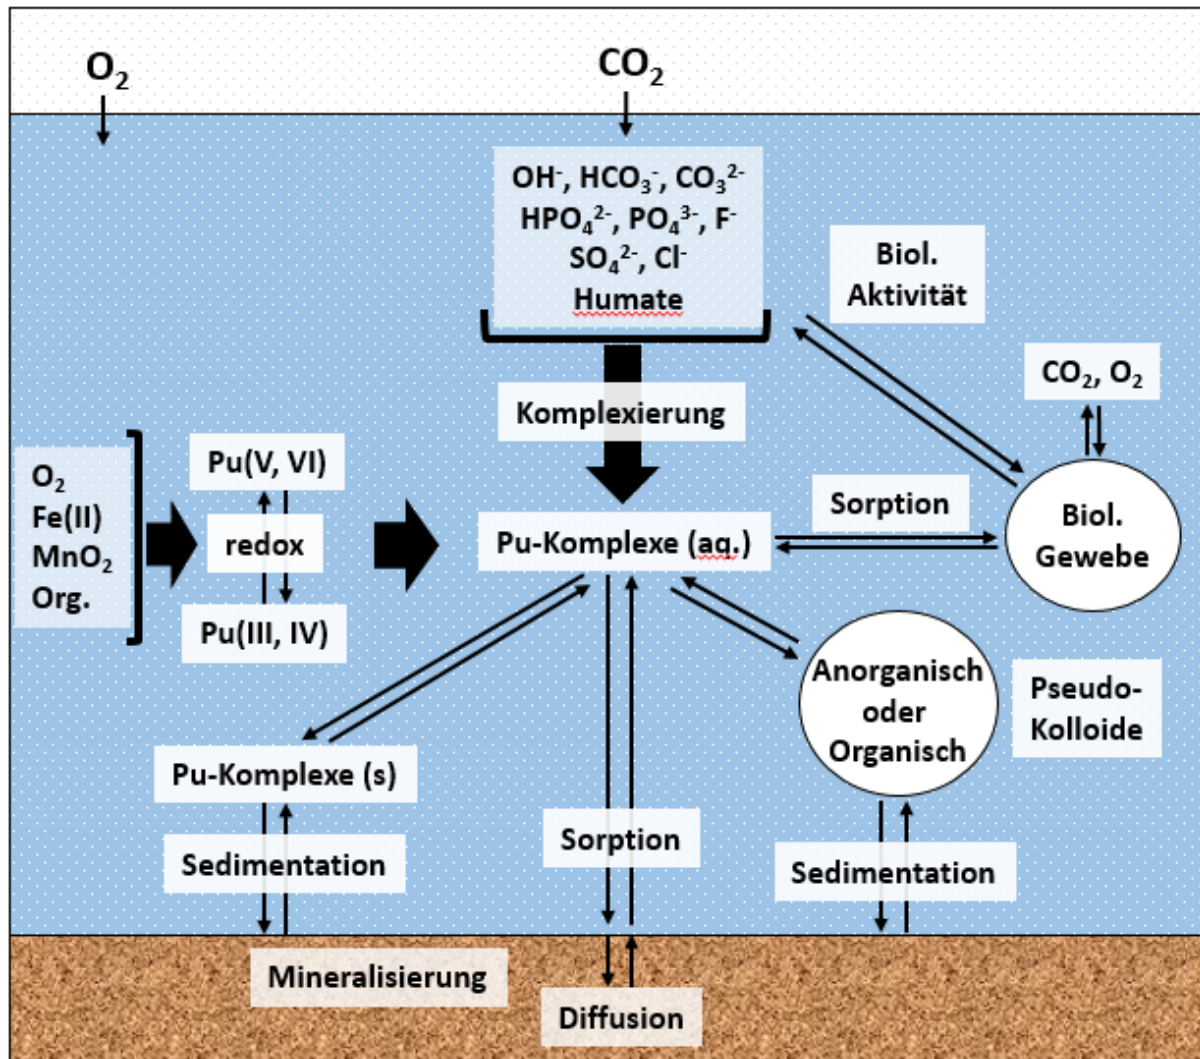 O₂
CO₂
OH⁻, HCO₃⁻, CO₃²⁻
HPO₄²⁻, PO₄³⁻, F⁻
SO₄²⁻, Cl⁻
Humate
Biol.
Aktivität
CO₂, O₂
Komplexierung
O₂
Fe(II)
MnO₂
Org.
Pu(V, VI)
redox
Pu(III, IV)
Pu-Komplexe (aq.)
Sorption
Biol.
Gewebe
Anorganisch
oder
Organisch
Pseudo-
Kolloide
Pu-Komplexe (s)
Sedimentation
Sorption
Sedimentation
Mineralisierung
Diffusion